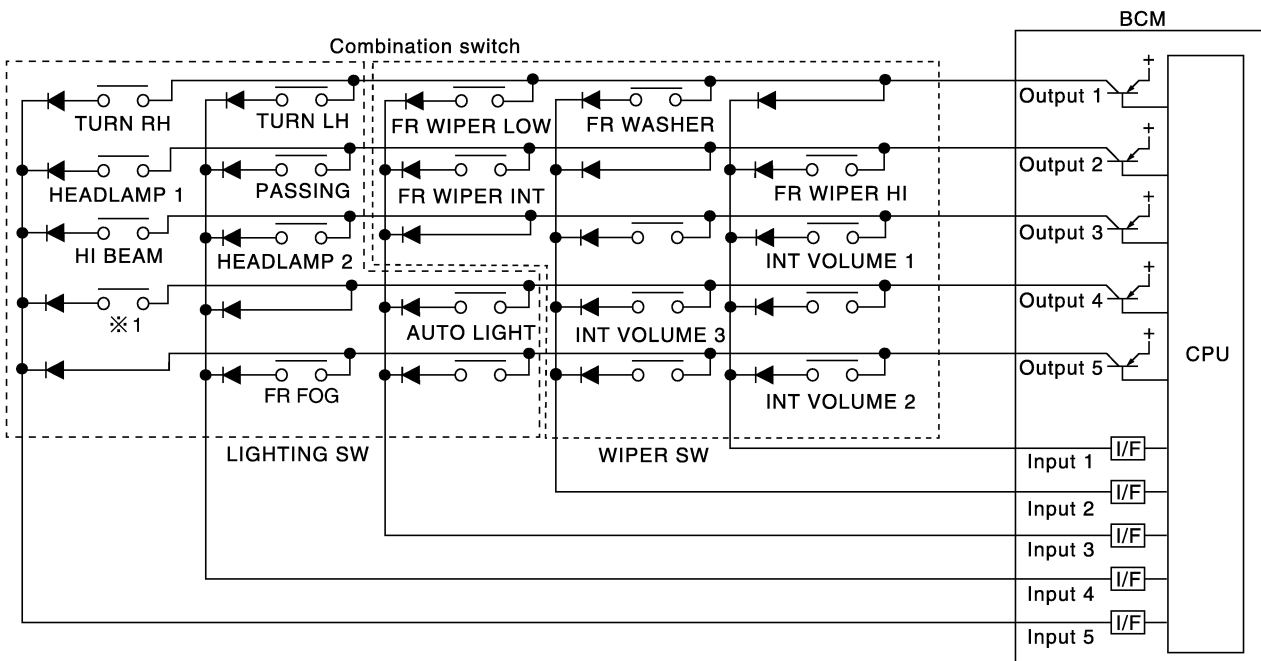 BCM
Combination switch
+
Output 1
TURN RH
TURN LH
FR WIPER LOW
FR WASHER
+
Output 2
HEADLAMP 1
PASSING
FR WIPER INT
FR WIPER HI
+
Output 3
HI BEAM
HEADLAMP 2
INT VOLUME 1
+
Output 4
※1
AUTO LIGHT
INT VOLUME 3
+
Output 5
CPU
FR FOG
INT VOLUME 2
LIGHTING SW
WIPER SW
Input 1
I/F
Input 2
I/F
Input 3
I/F
Input 4
I/F
Input 5
I/F